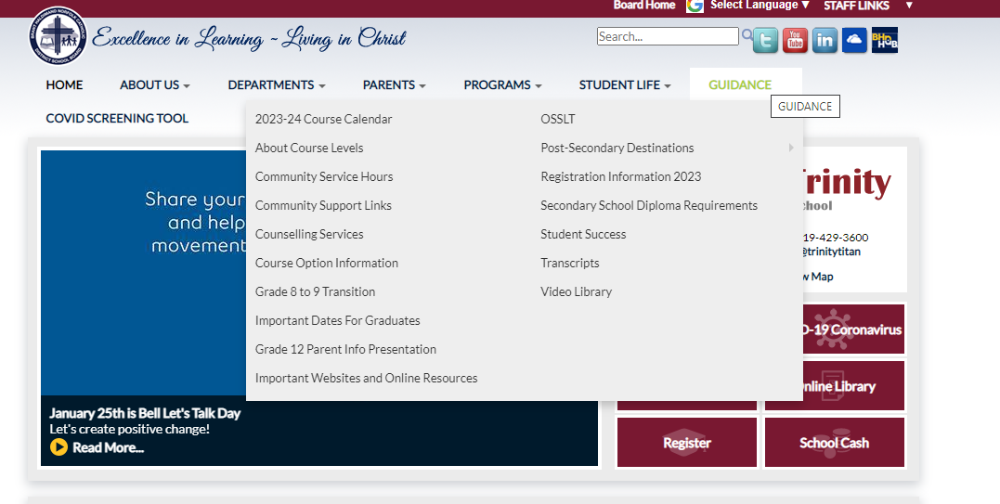 Board Home Select Language ▼ STAFF LINKS ▼
Excellence in Learning ~ Living in Christ
Search...
You
Tube
in
BHD
HUB
HOME ABOUT US DEPARTMENTS PARENTS PROGRAMS STUDENT LIFE GUIDANCE
GUIDANCE
COVID SCREENING TOOL
2023-24 Course Calendar
About Course Levels
Community Service Hours
Community Support Links
Counselling Services
Course Option Information
Grade 8 to 9 Transition
Important Dates For Graduates
Grade 12 Parent Info Presentation
Important Websites and Online Resources
OSSLT
Post-Secondary Destinations
Registration Information 2023
Secondary School Diploma Requirements
Student Success
Transcripts
Video Library
Share your
and help
movement
January 25th is Bell Let's Talk Day
Let's create positive change!
Read More...
rinity
hool
19-429-3600
@trinitytitan
w Map
D-19 Coronavirus
nline Library
Register
School Cash